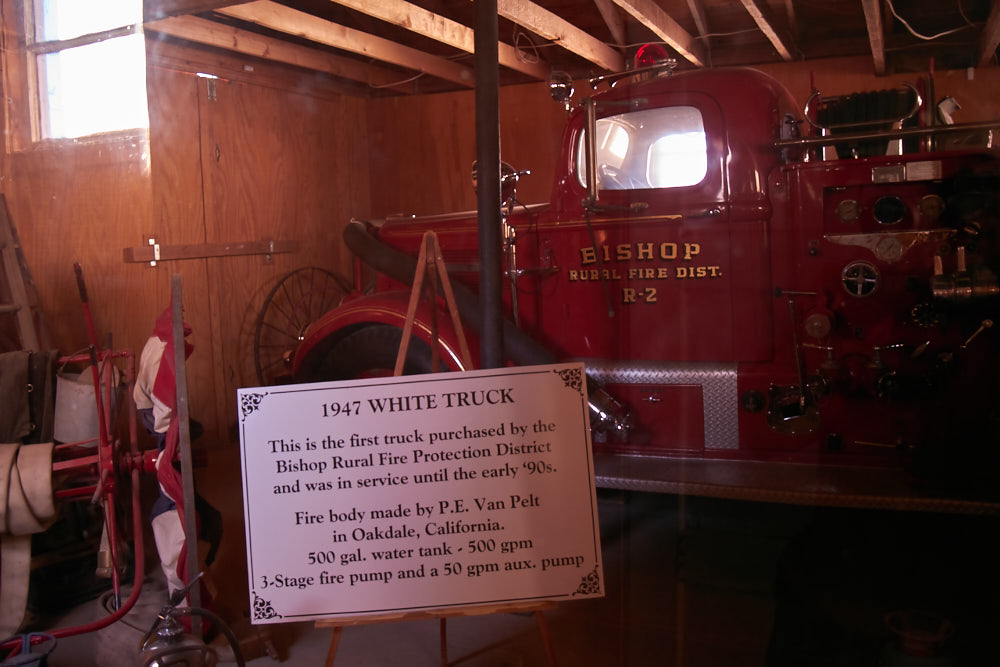 BISHOP
RURAL FIRE DIST.
R-2
1947 WHITE TRUCK
This is the first truck purchased by the
Bishop Rural Fire Protection District
and was in service until the early ‘90s.
Fire body made by P.E. Van Pelt
in Oakdale, California.
500 gal. water tank - 500 gpm
3-Stage fire pump and a 50 gpm aux. pump